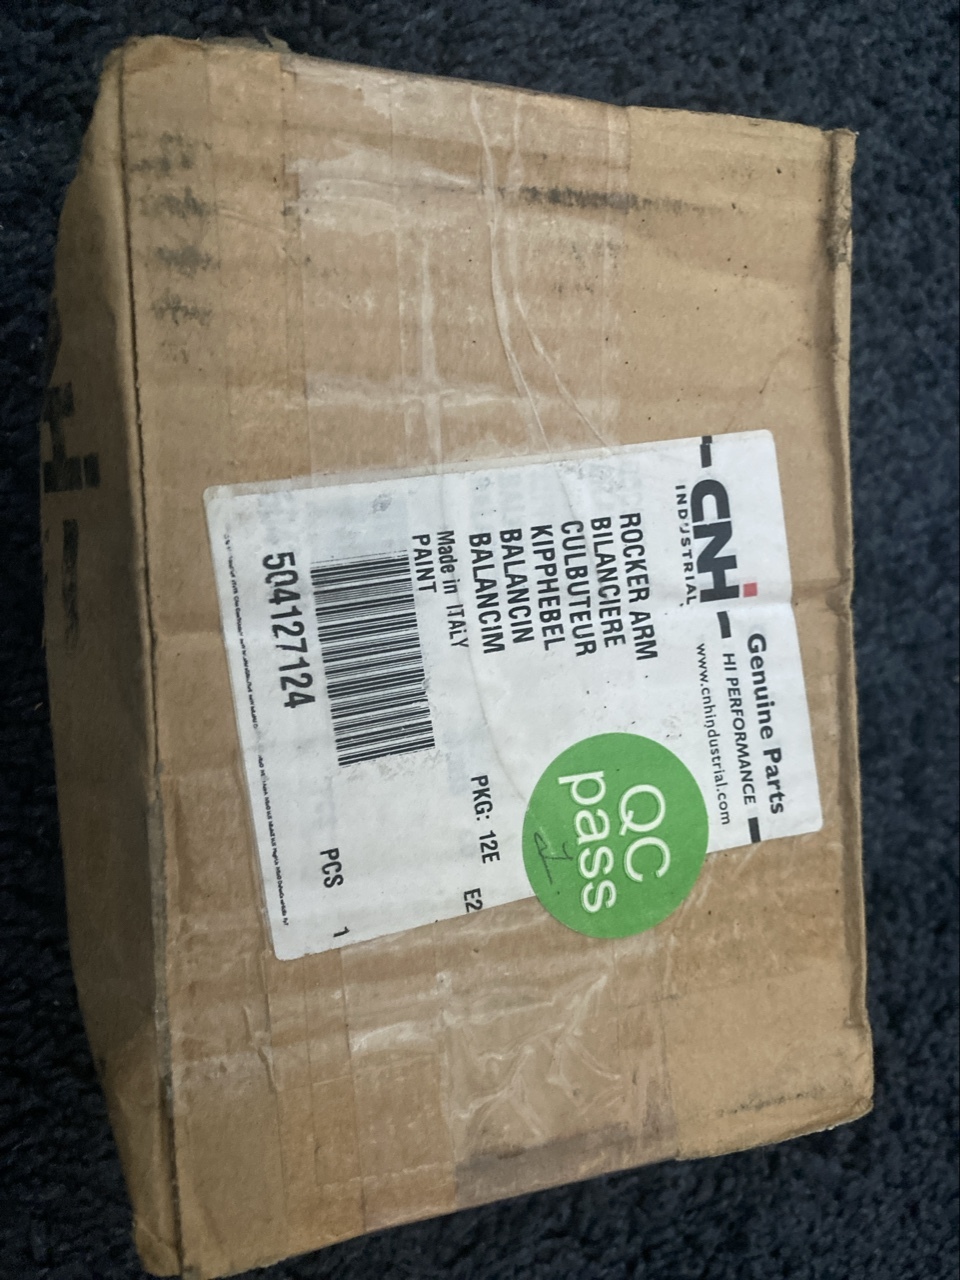 CNH
INDUSTRIAL
Genuine Parts
HI PERFORMANCE
www.cnhindustrial.com
ROCKER ARM
BILANCIERE
CULBUTEUR
KIPPHEBEL
BALANCIN
BALANCIM
Made in ITALY
PAINT
PKG: 12E E2
QC
pass
504127124
PCS 1